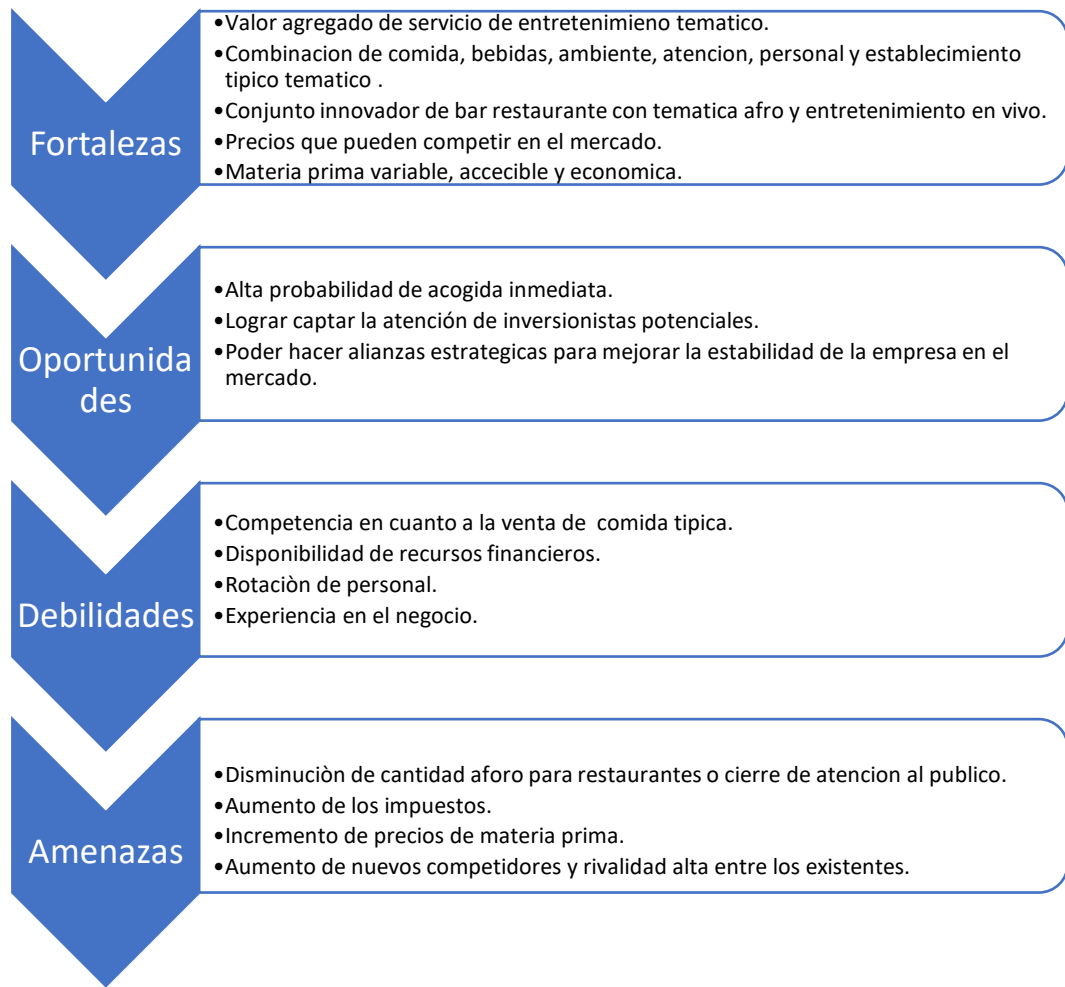 Fortalezas
•Valor agregado de servicio de entretenimieno tematico.
•Combinacion de comida, bebidas, ambiente, atencion, personal y establecimiento
tipico tematico .
•Conjunto innovador de bar restaurante con tematica afro y entretenimiento en vivo.
•Precios que pueden competir en el mercado.
•Materia prima variable, accecible y economica.
Oportunida
des
•Alta probabilidad de acogida inmediata.
•Lograr captar la atención de inversionistas potenciales.
•Poder hacer alianzas estrategicas para mejorar la estabilidad de la empresa en el
mercado.
Debilidades
•Competencia en cuanto a la venta de  comida tipica.
•Disponibilidad de recursos financieros.
•Rotaciòn de personal.
•Experiencia en el negocio.
Amenazas
•Disminuciòn de cantidad aforo para restaurantes o cierre de atencion al publico.
•Aumento de los impuestos.
•Incremento de precios de materia prima.
•Aumento de nuevos competidores y rivalidad alta entre los existentes.